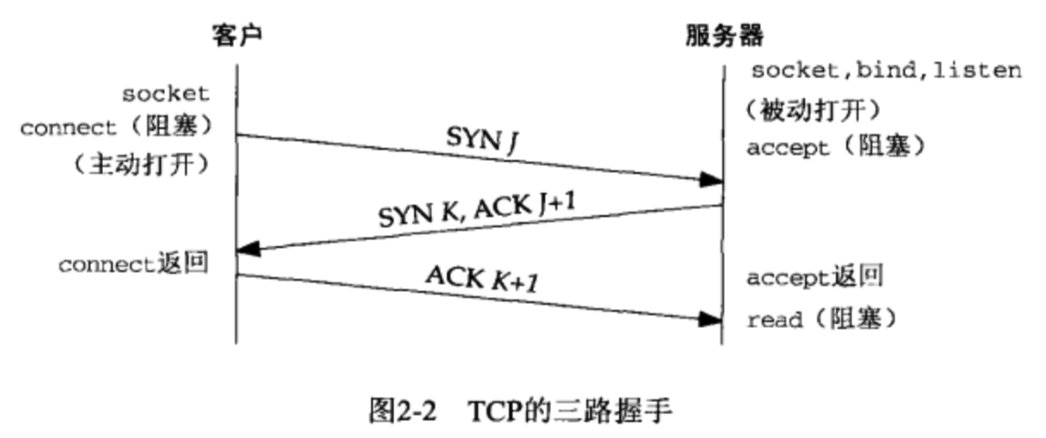 客户
服务器
socket
connect（阻塞）
（主动打开）
socket,bind,listen
（被动打开）
accept（阻塞）
SYN J
SYN K, ACK J+1
connect返回
ACK K+1
accept返回
read（阻塞）
图2-2 TCP的三路握手